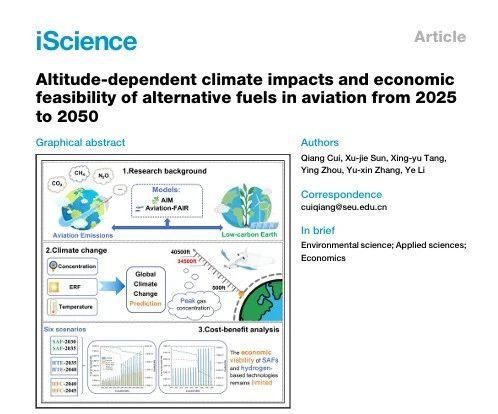 iScience
Article
Altitude-dependent climate impacts and economic
feasibility of alternative fuels in aviation from 2025
to 2050
Graphical abstract
1.Research background
CO₂
CH₄
N₂O
...
Models:
AIM
Aviation-FAIR
Aviation Emissions
Low-carbon Earth
2.Climate change
Concentration
ERF
Temperature
Global
Climate
Change
Prediction
40500ft
34500ft
500ft
Peak gas
concentration
Six scenarios
3.Cost-benefit analysis
SAF-2030
SAF-2035
HTE-2035
HTE-2040
HFC-2040
HFC-2045
The economic
viability of SAFs
and hydrogen-
based technologies
remains limited
Authors
Qiang Cui, Xu-jie Sun, Xing-yu Tang,
Ying Zhou, Yu-xin Zhang, Ye Li
Correspondence
cuiqiang@seu.edu.cn
In brief
Environmental science; Applied sciences;
Economics